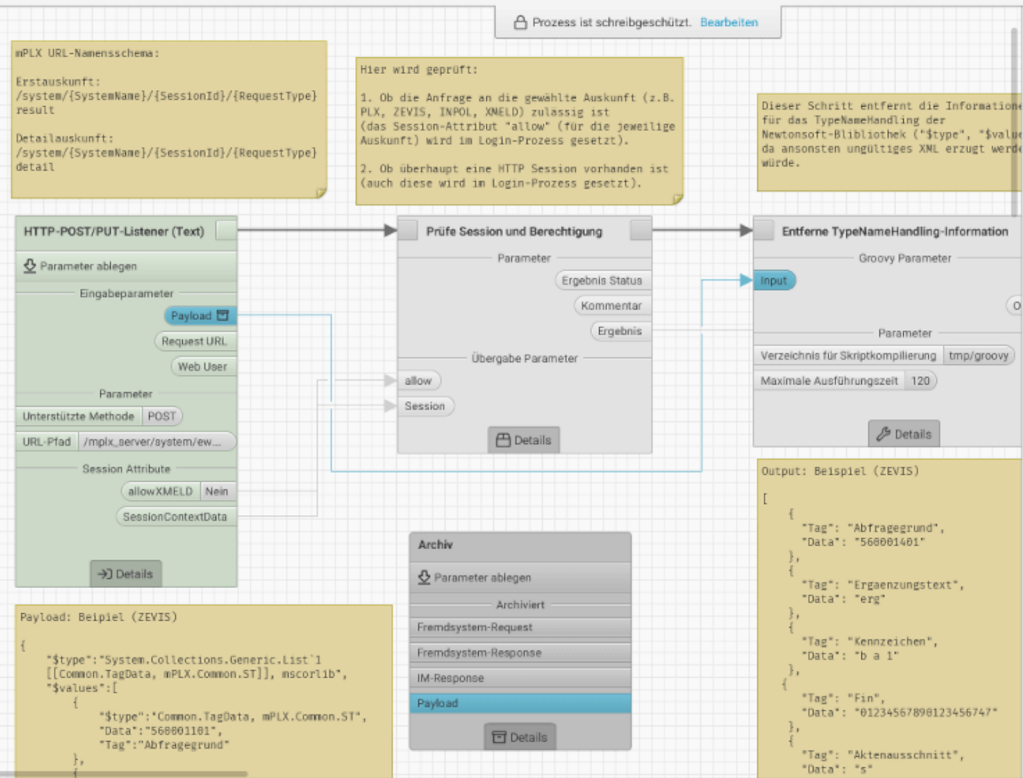 Prozess ist schreibgeschützt. Bearbeiten
mPLX URL-Namensschema:
Erstauskunft:
/system/{SystemName}/{SessionId}/{RequestType}
result
Detailauskunft:
/system/{SystemName}/{SessionId}/{RequestType}
detail
Hier wird geprüft:
1. Ob die Anfrage an die gewählte Auskunft (z.B.
PLX, ZEVIS, INPOL, XMELD) zulässig ist
(das Session-Attribut "allow" (für die jeweilige
Auskunft) wird im Login-Prozess gesetzt).
2. Ob überhaupt eine HTTP Session vorhanden ist
(auch diese wird im Login-Prozess gesetzt).
Dieser Schritt entfernt die Informatione
für das TypeNameHandling der
Newtonsoft-Blibliothek ("$type", "$value
da ansonsten ungültiges XML erzugt werde
würde.
HTTP-POST/PUT-Listener (Text)
Parameter ablegen
Eingabeparameter
Payload
Request URL
Web User
Parameter
Unterstützte Methode POST
URL-Pfad /mplx_server/system/ew...
Session Attribute
allowXMELD Nein
SessionContextData
Details
Prüfe Session und Berechtigung
Parameter
Ergebnis Status
Kommentar
Ergebnis
Übergabe Parameter
allow
Session
Details
Entferne TypeNameHandling-Information
Groovy Parameter
Input
O
Parameter
Verzeichnis für Skriptkompilierung tmp/groovy
Maximale Ausführungszeit 120
Details
Payload: Beipiel (ZEVIS)
{
"$type":"System.Collections.Generic.List`1
[[Common.TagData, mPLX.Common.ST]], mscorlib",
"$values":[
{
"$type":"Common.TagData, mPLX.Common.ST",
"Data":"560001101",
"Tag":"Abfragegrund"
},
{
Archiv
Parameter ablegen
Archiviert
Fremdsystem-Request
Fremdsystem-Response
IM-Response
Payload
Details
Output: Beispiel (ZEVIS)
[
{
"Tag": "Abfragegrund",
"Data": "560001401"
},
{
"Tag": "Ergaenzungstext",
"Data": "erg"
},
{
"Tag": "Kennzeichen",
"Data": "b a 1"
},
{
"Tag": "Fin",
"Data": "01234567890123456747"
},
{
"Tag": "Aktenausschnitt",
"Data": "s"